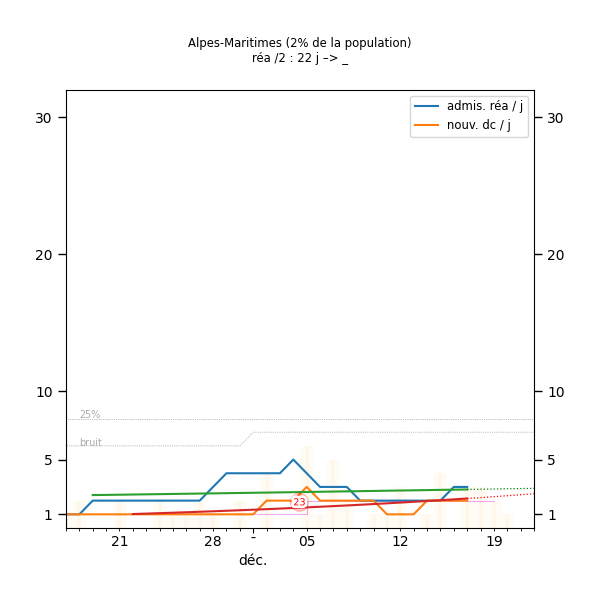 Alpes-Maritimes (2% de la population)
réa /2 : 22 j –> _
admis. réa / j
nouv. dc / j
30 30
20 20
10 10
25%
bruit
5 5
23
1 1
21 28 - 05 12 19
déc.